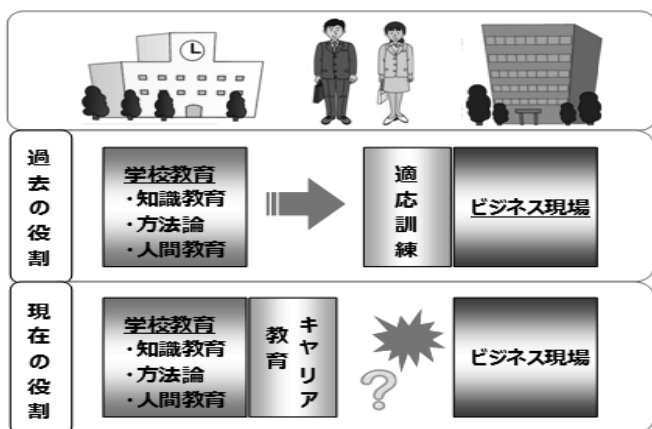 過去の役割
学校教育
・知識教育
・方法論
・人間教育
適応訓練
ビジネス現場
現在の役割
学校教育
・知識教育
・方法論
・人間教育
キャリア
教育
?
ビジネス現場